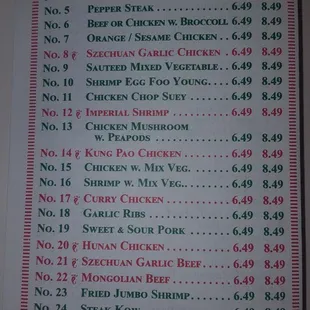 No. 5 Pepper Steak . . . . . . . . . . . . . . . . 6.49 8.49
No. 6 Beef or Chicken w. Broccoli 6.49 8.49
No. 7 Orange / Sesame Chicken . . . 6.49 8.49
No. 8 Szechuan Garlic Chicken 6.49 8.49
No. 9 Sauteed Mixed Vegetable . . 6.49 8.49
No. 10 Shrimp Egg Foo Young. . . . . 6.49 8.49
No. 11 Chicken Chop Suey . . . . . . . . 6.49 8.49
No. 12 Imperial Shrimp . . . . . . . . . . . 6.49 8.49
No. 13 Chicken Mushroom
w. Peapods . . . . . . . . . . . . . . . 6.49 8.49
No. 14 Kung Pao Chicken . . . . . . . . . 6.49 8.49
No. 15 Chicken w. Mix Veg. . . . . . . . 6.49 8.49
No. 16 Shrimp w. Mix Veg.. . . . . . . . . 6.49 8.49
No. 17 Curry Chicken . . . . . . . . . . . . 6.49 8.49
No. 18 Garlic Ribs . . . . . . . . . . . . . . . . 6.49 8.49
No. 19 Sweet & Sour Pork . . . . . . . . 6.49 8.49
No. 20 Hunan Chicken . . . . . . . . . . . . 6.49 8.49
No. 21 Szechuan Garlic Beef . . . . . 6.49 8.49
No. 22 Mongolian Beef . . . . . . . . . . . 6.49 8.49
No. 23 Fried Jumbo Shrimp . . . . . . . . 6.49 8.49
No. 24 Steak